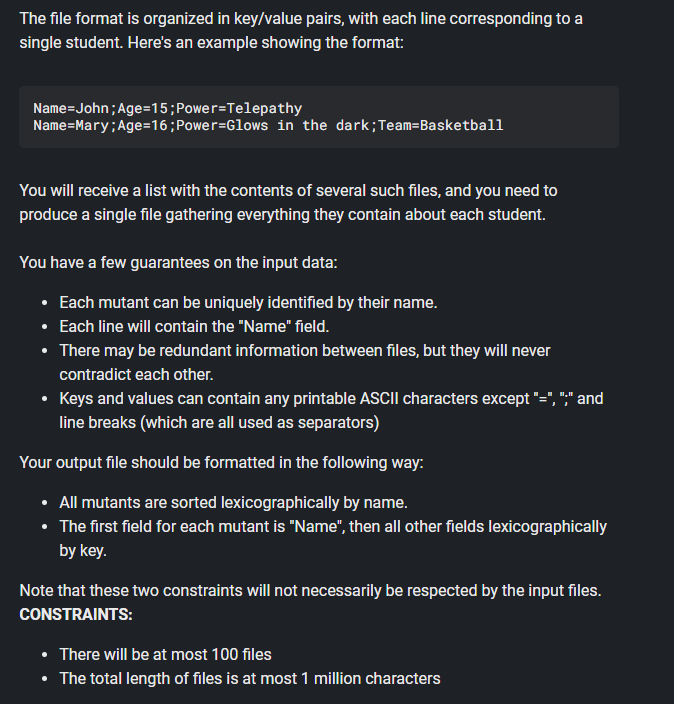 The file format is organized in key/value pairs, with each line corresponding to a
single student. Here's an example showing the format:
Name=John;Age=15;Power=Telepathy
Name=Mary;Age=16;Power=Glows in the dark;Team=Basketball
You will receive a list with the contents of several such files, and you need to
produce a single file gathering everything they contain about each student.
You have a few guarantees on the input data:
• Each mutant can be uniquely identified by their name.
• Each line will contain the "Name" field.
• There may be redundant information between files, but they will never
contradict each other.
• Keys and values can contain any printable ASCII characters except "=", ";" and
line breaks (which are all used as separators)
Your output file should be formatted in the following way:
• All mutants are sorted lexicographically by name.
• The first field for each mutant is "Name", then all other fields lexicographically
by key.
Note that these two constraints will not necessarily be respected by the input files.
CONSTRAINTS:
• There will be at most 100 files
• The total length of files is at most 1 million characters